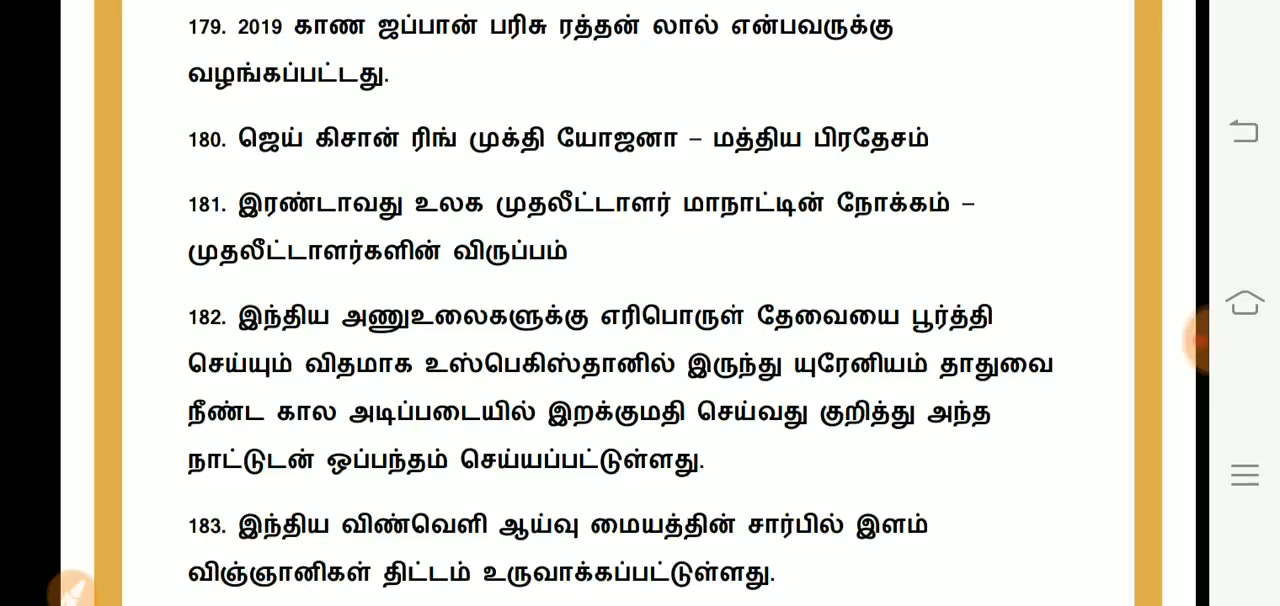 179. 2019 காண ஜப்பான் பரிசு ரத்தன் லால் என்பவருக்கு
வழங்கப்பட்டது.
180. ஜெய் கிசான் ரிங் முக்தி யோஜனா – மத்திய பிரதேசம்
181. இரண்டாவது உலக முதலீட்டாளர் மாநாட்டின் நோக்கம் –
முதலீட்டாளர்களின் விருப்பம்
182. இந்திய அணுஉலைகளுக்கு எரிபொருள் தேவையை பூர்த்தி
செய்யும் விதமாக உஸ்பெகிஸ்தானில் இருந்து யுரேனியம் தாதுவை
நீண்ட கால அடிப்படையில் இறக்குமதி செய்வது குறித்து அந்த
நாட்டுடன் ஒப்பந்தம் செய்யப்பட்டுள்ளது.
183. இந்திய விண்வெளி ஆய்வு மையத்தின் சார்பில் இளம்
விஞ்ஞானிகள் திட்டம் உருவாக்கப்பட்டுள்ளது.